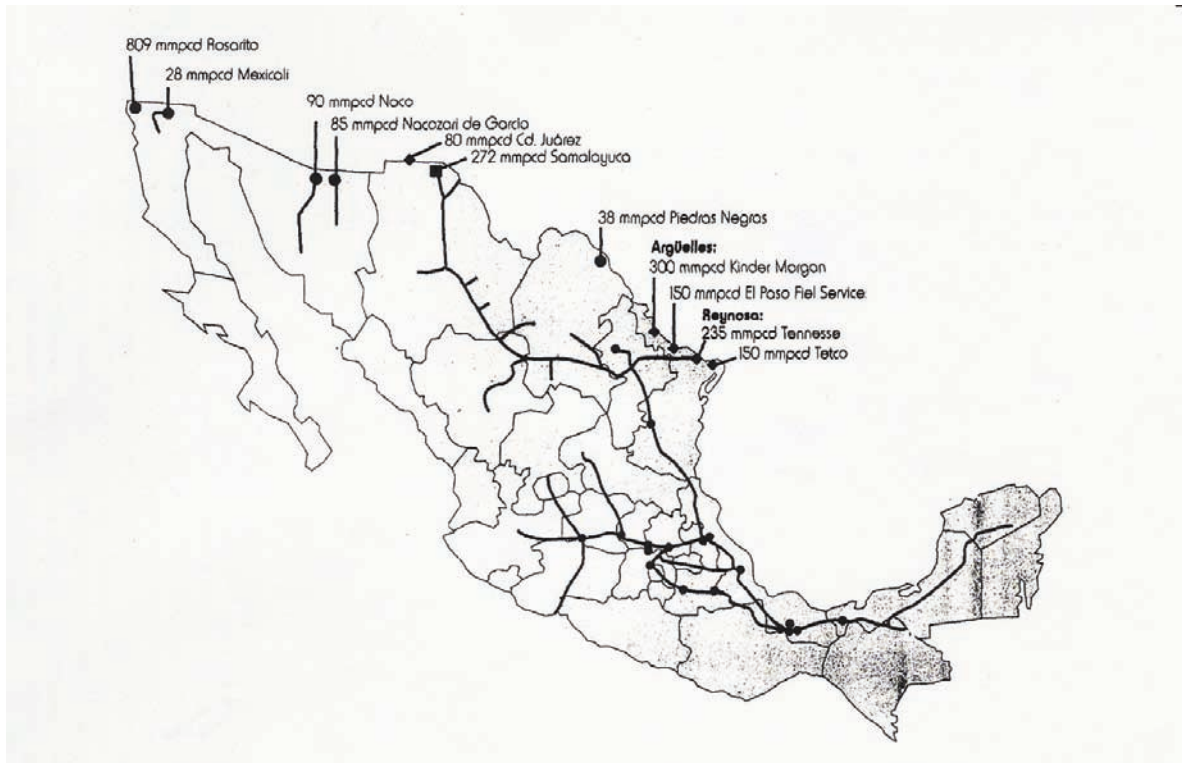 809 mmpcd Rosarito
28 mmpcd Mexicali
90 mmpcd Naco
85 mmpcd Nacozari de García
80 mmpcd Cd. Juárez
272 mmpcd Samalayuca
38 mmpcd Piedras Negras
Argüelles:
300 mmpcd Kinder Morgan
150 mmpcd El Paso Fiel Service
Reynosa:
235 mmpcd Tennesse
150 mmpcd Tetco